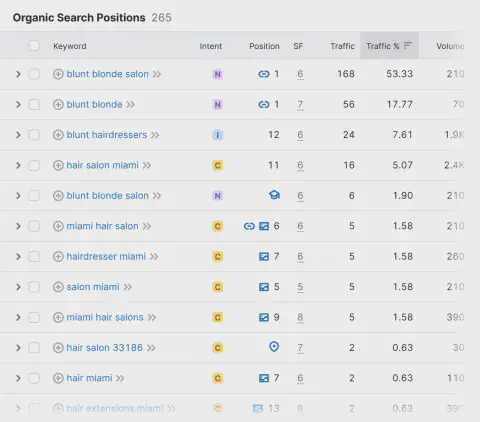 Organic Search Positions 265
Keyword Intent Position SF Traffic Traffic % Volume
blunt blonde salon N 1 6 168 53.33 210
blunt blonde N 1 7 56 17.77 70
blunt hairdressers I 12 6 24 7.61 1.9K
hair salon miami C 11 6 16 5.07 2.4K
blunt blonde salon N 6 6 1.90 210
miami hair salon C 6 6 5 1.58 210
hairdresser miami C 7 6 5 1.58 260
salon miami C 5 5 5 1.58 210
miami hair salons C 9 8 5 1.58 390
hair salon 33186 C 7 2 0.63 30
hair miami C 7 6 2 0.63 110
hair extensions miami C 13 8 2 0.63 390